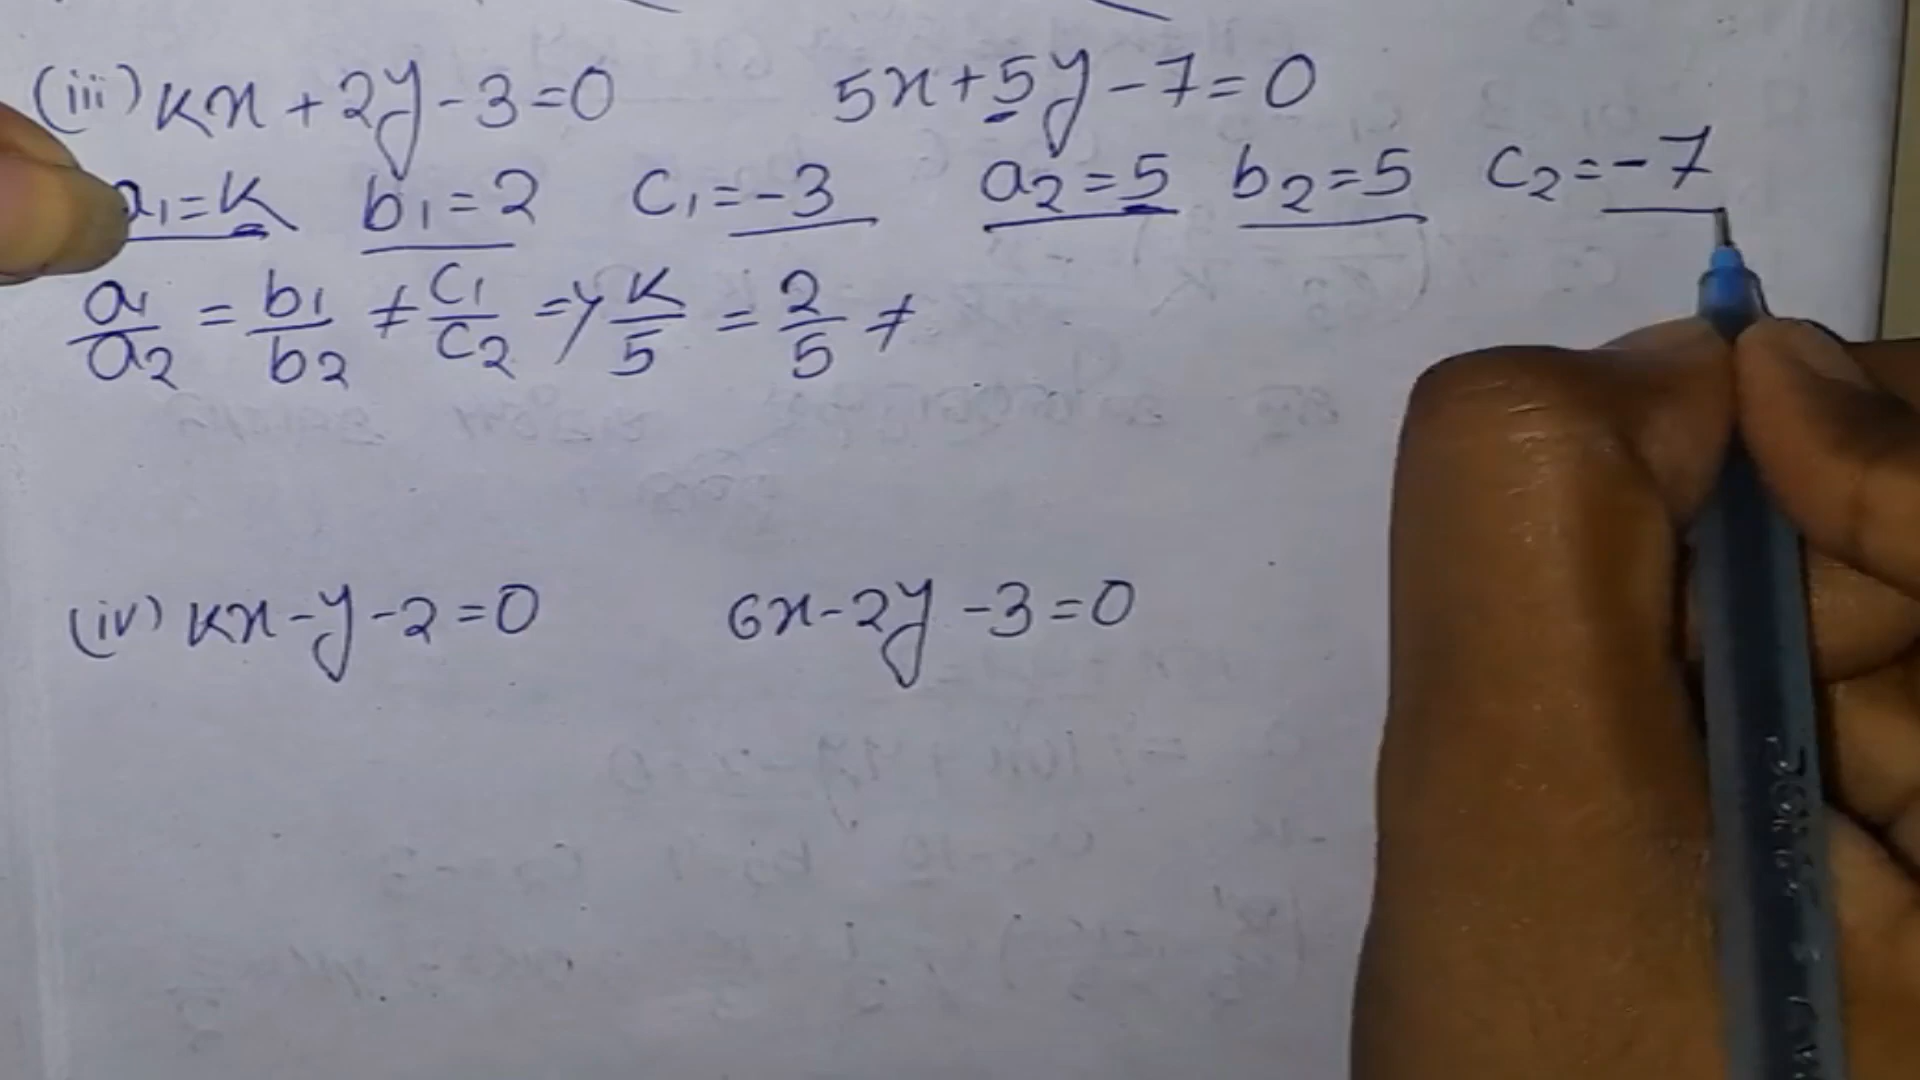 (iii) kx + 2y - 3 = 0 5x + 5y - 7 = 0
a1 = k b1 = 2 c1 = -3 a2 = 5 b2 = 5 c2 = -7
a1/a2 = b1/b2 ≠ c1/c2 => k/5 = 2/5 ≠
(iv) kx - y - 2 = 0 6x - 2y - 3 = 0